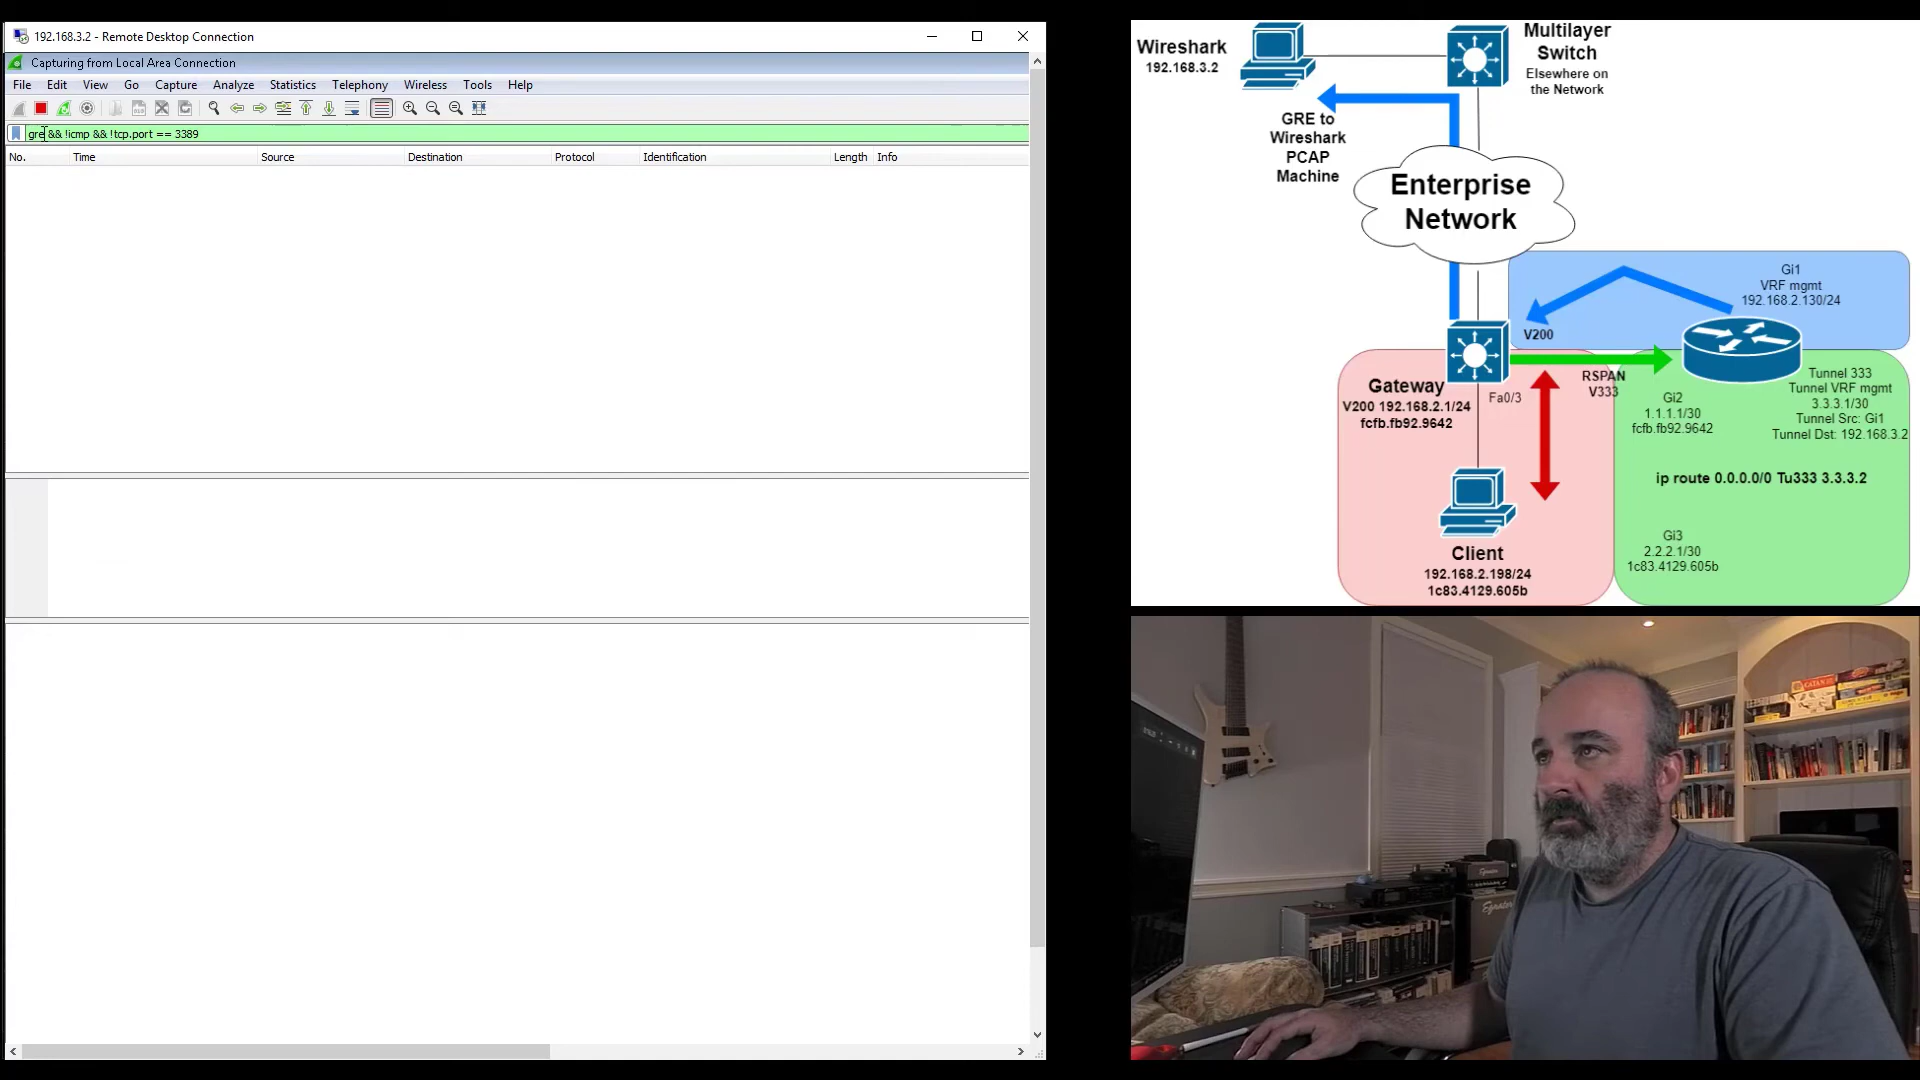 192.168.3.2 - Remote Desktop Connection
Capturing from Local Area Connection
File Edit View Go Capture Analyze Statistics Telephony Wireless Tools Help
gre && !icmp && !tcp.port == 3389
No. Time Source Destination Protocol Identification Length Info
Wireshark
192.168.3.2
Multilayer
Switch
Elsewhere on
the Network
GRE to
Wireshark
PCAP
Machine
Enterprise
Network
Gi1
VRF mgmt
192.168.2.130/24
V200
Gateway
V200 192.168.2.1/24
fcfb.fb92.9642
Fa0/3
RSPAN
V333
Gi2
1.1.1.1/30
fcfb.fb92.9642
Tunnel 333
Tunnel VRF mgmt
3.3.3.1/30
Tunnel Src: Gi1
Tunnel Dst: 192.168.3.2
ip route 0.0.0.0/0 Tu333 3.3.3.2
Gi3
2.2.2.1/30
1c83.4129.605b
Client
192.168.2.198/24
1c83.4129.605b
CATAN
Egnater